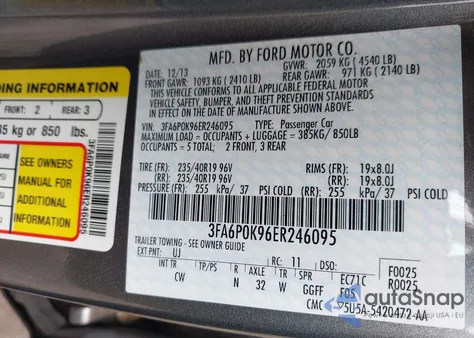 DING INFORMATION
FRONT: 2 REAR: 3
85 kg or 850 lbs.
SEE OWNERS
MANUAL FOR
ADDITIONAL
INFORMATION
3FA6P0K96ER246095
MFD. BY FORD MOTOR CO.
DATE: 12/13 GVWR: 2059 KG ( 4540 LB)
FRONT GAWR: 1093 KG ( 2410 LB) REAR GAWR: 971 KG ( 2140 LB)
THIS VEHICLE CONFORMS TO ALL APPLICABLE FEDERAL MOTOR
VEHICLE SAFETY, BUMPER, AND THEFT PREVENTION STANDARDS IN
EFFECT ON THE DATE OF MANUFACTURE SHOWN ABOVE.
VEHIN: 3FA6P0K96ER246095 TYPE: Passenger Car
MAXIMUM LOAD = OCCUPANTS + LUGGAGE = 385KG/850LB
OCCUPANTS = 5 TOTAL: 2 FRONT, 3 REAR
TIRE (FR): 235/40R19 96V RIMS (FR): 19x8.0J
(RR): 235/40R19 96V (RR): 19x8.0J
PRESSURE (FR): 255 kPa/ 37 PSI COLD (RR) 255 kPa/ 37 PSI COLD
3FA6P0K96ER246095
TRAILER TOWING - SEE OWNER GUIDE
EXT PNT: UJ RC: 11 DSO: F0025
INT TR TP/PS R AXLE TR SPR EC71C R0025
CW N 32 W GGFF F05
CMC 5U5A-5420472-AA
autoSnap